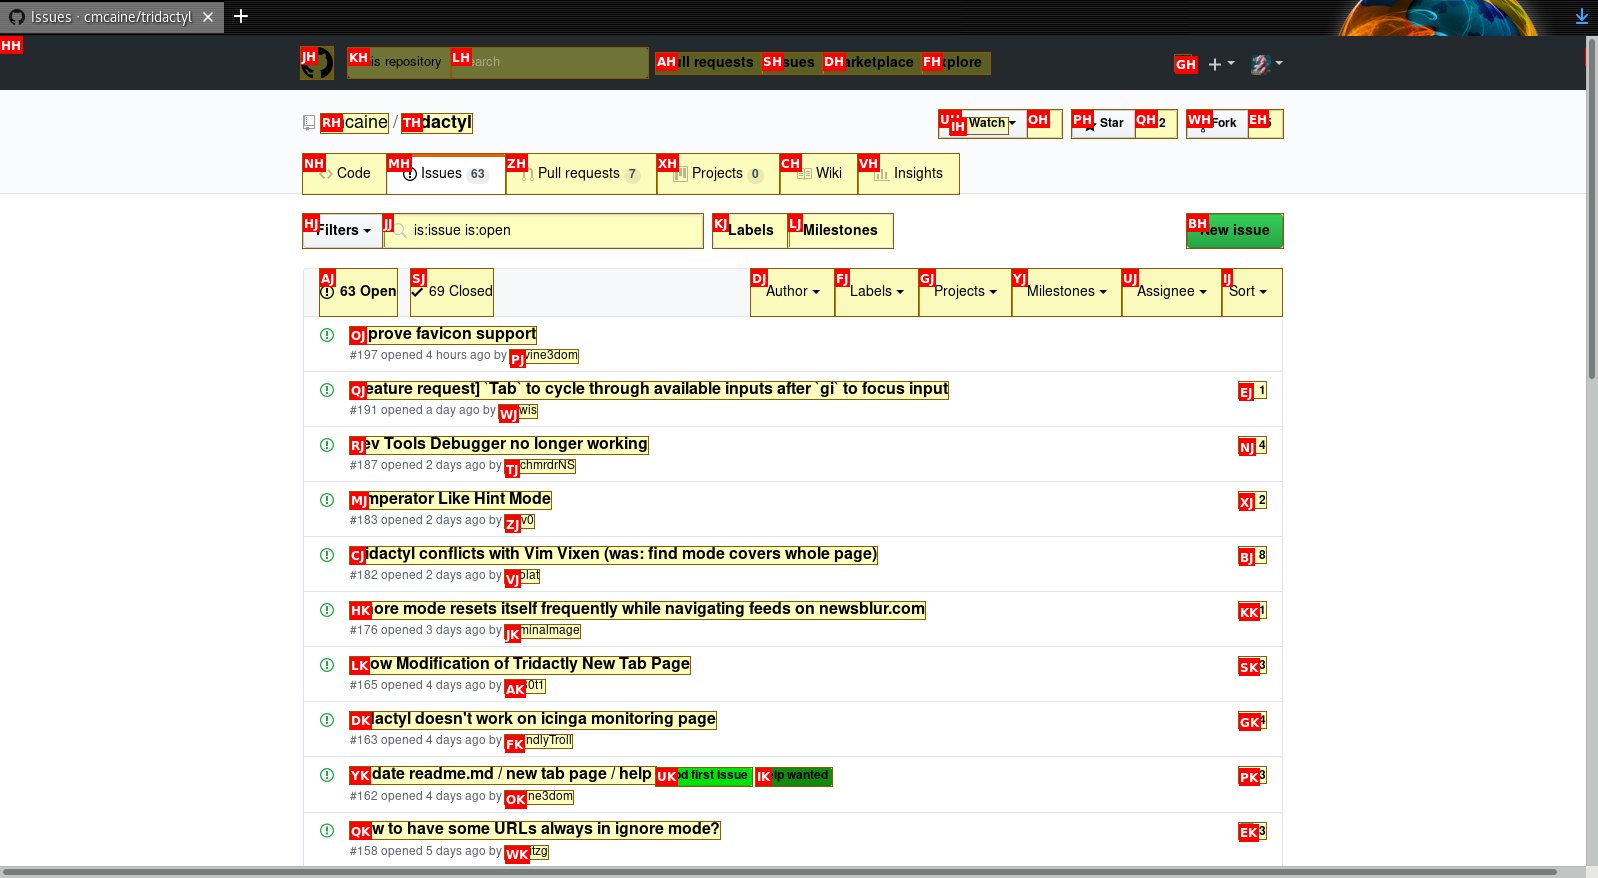 Issues · cmcaine/tridactyl
HH
JH KH is repository LH arch AH ll requests SH sues DH arketplace FH xplore GH
RH caine / TH dactyl IH Watch OH PH Star QH 2 WH Fork EH
NH Code MH Issues 63 ZH Pull requests 7 XH Projects 0 CH Wiki VH Insights
HJ Filters JJ is:issue is:open KJ Labels LJ Milestones BH New issue
AJ 63 Open SJ 69 Closed DJ Author FJ Labels GJ Projects YJ Milestones UJ Assignee IJ Sort
OJ prove favicon support
#197 opened 4 hours ago by PJ vine3dom
QJ eature request] `Tab` to cycle through available inputs after `gi` to focus input EJ 1
#191 opened a day ago by WJ wis
RJ ev Tools Debugger no longer working NJ 4
#187 opened 2 days ago by TJ chmrdrNS
MJ mperator Like Hint Mode XJ 2
#183 opened 2 days ago by ZJ v0
CJ idactyl conflicts with Vim Vixen (was: find mode covers whole page) BJ 8
#182 opened 2 days ago by VJ olat
HK ore mode resets itself frequently while navigating feeds on newsblur.com KK 1
#176 opened 3 days ago by JK minalmage
LK ow Modification of Tridactly New Tab Page SK 3
#165 opened 4 days ago by AK 0t1
DK lactyl doesn't work on icinga monitoring page GK 4
#163 opened 4 days ago by FK ndlyTroll
YK date readme.md / new tab page / help UK d first issue IK lp wanted PK 3
#162 opened 4 days ago by OK ne3dom
QK w to have some URLs always in ignore mode? EK 3
#158 opened 5 days ago by WK tzg